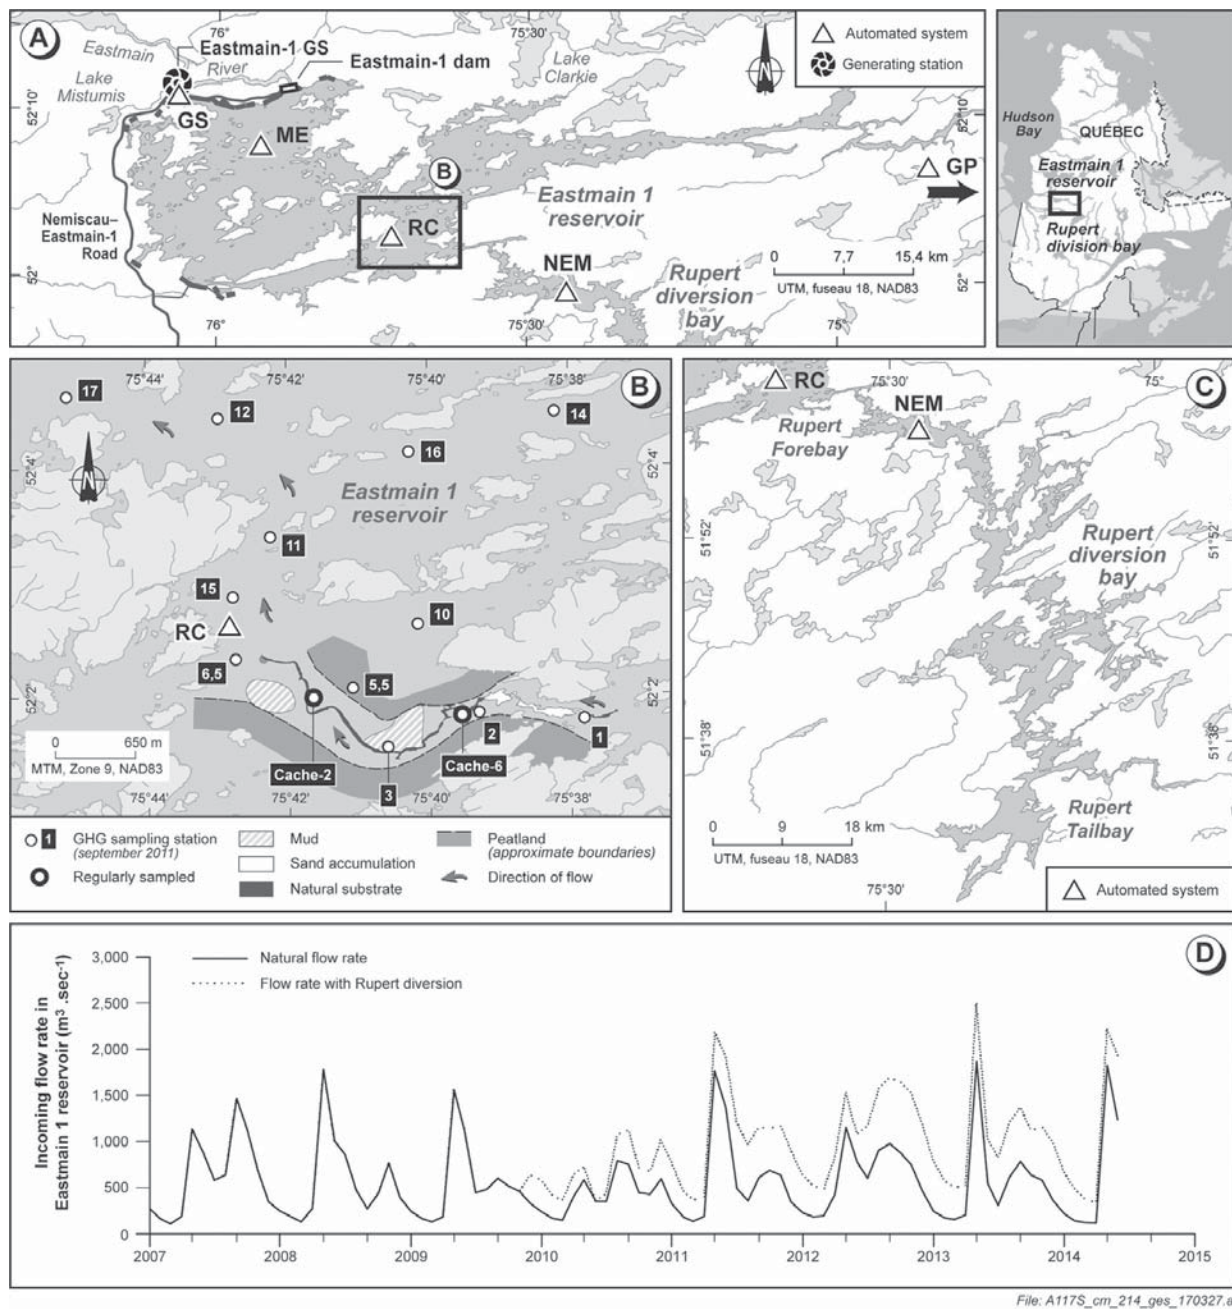 A
76°
75°30'
Eastmain
River
Eastmain-1 GS
Eastmain-1 dam
Lake
Mistumis
Lake
Clarkie
N
Automated system
Generating station
52°10'
52°10'
GS
ME
B
GP
RC
Eastmain 1
reservoir
Nemiscau–
Eastmain-1
Road
NEM
Rupert
diversion
bay
0 7,7 15,4 km
UTM, fuseau 18, NAD83
52°
52°
76°
75°30'
75°
Hudson
Bay
QUÉBEC
Eastmain 1
reservoir
Rupert
division bay
B
75°44' 75°42' 75°40' 75°38'
17
12
14
16
N
52°4'
52°4'
Eastmain 1
reservoir
11
15
10
RC
6,5
5,5
52°2'
52°2'
2
1
Cache-2
Cache-6
3
0 650 m
MTM, Zone 9, NAD83
75°44' 75°42' 75°40' 75°38'
1 GHG sampling station
(september 2011)
Regularly sampled
Mud
Sand accumulation
Natural substrate
Peatland
(approximate boundaries)
Direction of flow
C
RC
75°30'
75°
NEM
Rupert
Forebay
51°52'
51°52'
Rupert
diversion
bay
51°38'
51°38'
Rupert
Tailbay
0 9 18 km
UTM, fuseau 18, NAD83
75°30'
Automated system
D
Incoming flow rate in
Eastmain 1 reservoir (m³ .sec-¹)
3,000
2,500
2,000
1,500
1,000
500
0
Natural flow rate
Flow rate with Rupert diversion
2007 2008 2009 2010 2011 2012 2013 2014 2015